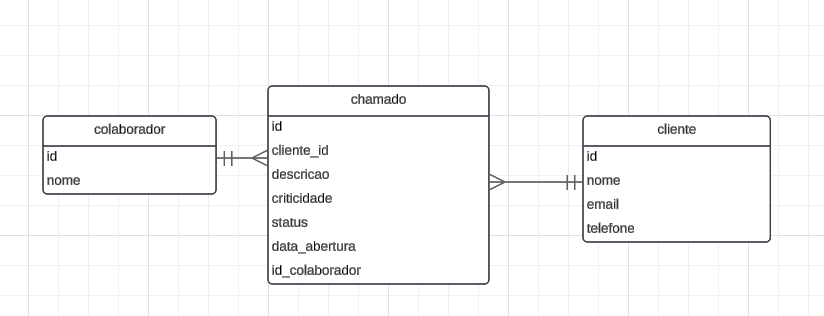 colaborador
id
nome
chamado
id
cliente_id
descricao
criticidade
status
data_abertura
id_colaborador
cliente
id
nome
email
telefone